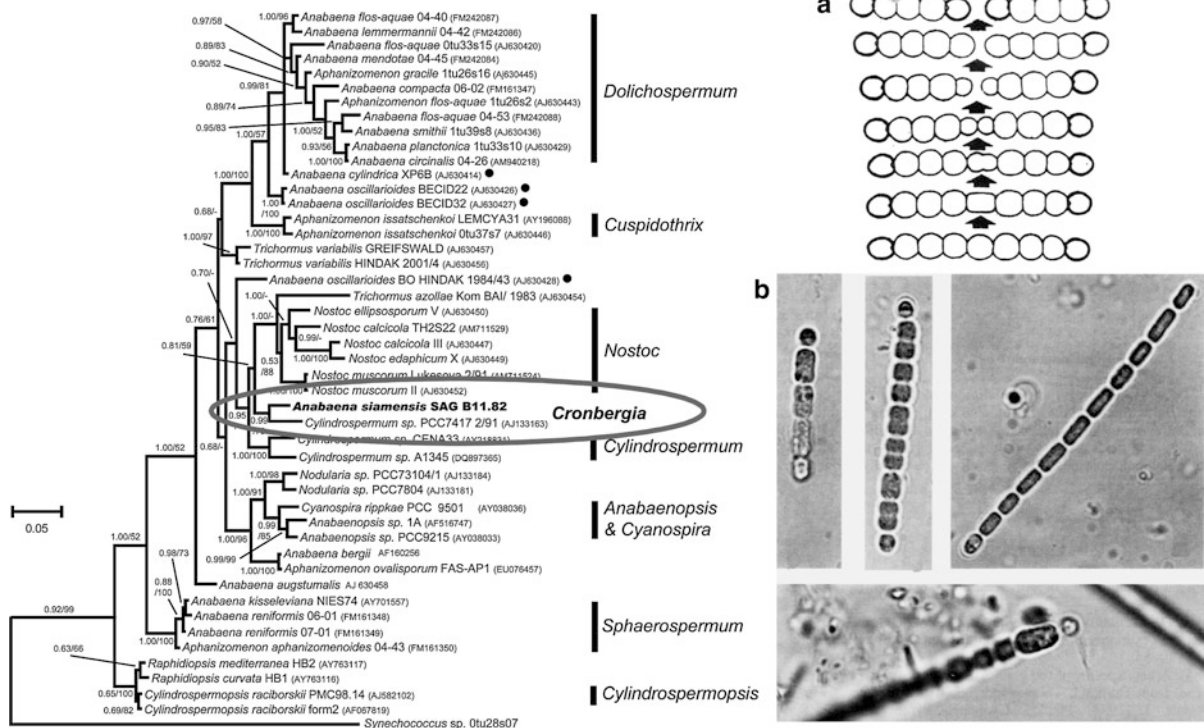 1.00/96
Anabaena flos-aquae 04-40 (FM242087)
0.97/58
Anabaena lemmermannii 04-42 (FM242086)
Anabaena flos-aquae 0tu33s15 (AJ630420)
0.89/83
Anabaena mendotae 04-45 (FM242084)
0.90/52
Aphanizomenon gracile 1tu26s16 (AJ630445)
0.99/81
Anabaena compacta 06-02 (FM161347)
Dolichospermum
0.89/74
Aphanizomenon flos-aquae 1tu26s2 (AJ630443)
Anabaena flos-aquae 04-53 (FM242088)
0.95/83
1.00/52
Anabaena smithii 1tu39s8 (AJ630436)
1.00/57
0.93/56
Anabaena planctonica 1tu33s10 (AJ630429)
1.00/100
Anabaena circinalis 04-26 (AM940218)
Anabaena cylindrica XP6B (AJ630414)
1.00/100
Anabaena oscillarioides BECID22 (AJ630426)
1.00
/100
Anabaena oscillarioides BECID32 (AJ630427)
0.68/-
Aphanizomenon issatschenkoi LEMCYA31 (AY196088)
Cuspidothrix
1.00/100
Aphanizomenon issatschenkoi 0tu37s7 (AJ630446)
1.00/97
Trichormus variabilis GREIFSWALD (AJ630457)
Trichormus variabilis HINDAK 2001/4 (AJ630456)
0.70/-
Anabaena oscillarioides BO HINDAK 1984/43 (AJ630428)
1.00/-
Trichormus azollae Kom BAI/ 1983 (AJ630454)
Nostoc ellipsosporum V (AJ630450)
0.76/61
Nostoc calcicola TH2S22 (AM711529)
0.99/-
0.81/59
Nostoc calcicola III (AJ630447)
Nostoc
0.53
/88
1.00/100
Nostoc edaphicum X (AJ630449)
Nostoc muscorum Lukesova 2/91 (AM711524)
Nostoc muscorum II (AJ630452)
Anabaena siamensis SAG B11.82
Cronbergia
0.95
0.99
Cylindrospermum sp. PCC7417 2/91 (AJ133163)
Cylindrospermum sp. CENA33 (AY218831)
Cylindrospermum
1.00/52
0.68/-
1.00/100
Cylindrospermum sp. A1345 (DQ897365)
1.00/98
Nodularia sp. PCC73104/1 (AJ133184)
1.00/91
Nodularia sp. PCC7804 (AJ133181)
Cyanospira rippkae PCC 9501 (AY038036)
Anabaenopsis
& Cyanospira
0.05
0.99
/85
Anabaenopsis sp. 1A (AF516747)
1.00/96
Anabaenopsis sp. PCC9215 (AY038033)
1.00/52
0.99/99
Anabaena bergii AF160256
0.98/73
1.00/100
Aphanizomenon ovalisporum FAS-AP1 (EU076457)
0.88
/100
Anabaena augstumalis AJ 630458
Anabaena kisseleviana NIES74 (AY701557)
0.92/99
Anabaena reniformis 06-01 (FM161348)
Sphaerospermum
Anabaena reniformis 07-01 (FM161349)
1.00/100
Aphanizomenon aphanizomenoides 04-43 (FM161350)
0.63/66
Raphidiopsis mediterranea HB2 (AY763117)
Raphidiopsis curvata HB1 (AY763116)
0.65/100
Cylindrospermopsis raciborskii PMC98.14 (AJ582102)
Cylindrospermopsis
0.69/82
Cylindrospermopsis raciborskii form2 (AF067819)
Synechococcus sp. 0tu28s07
a
b